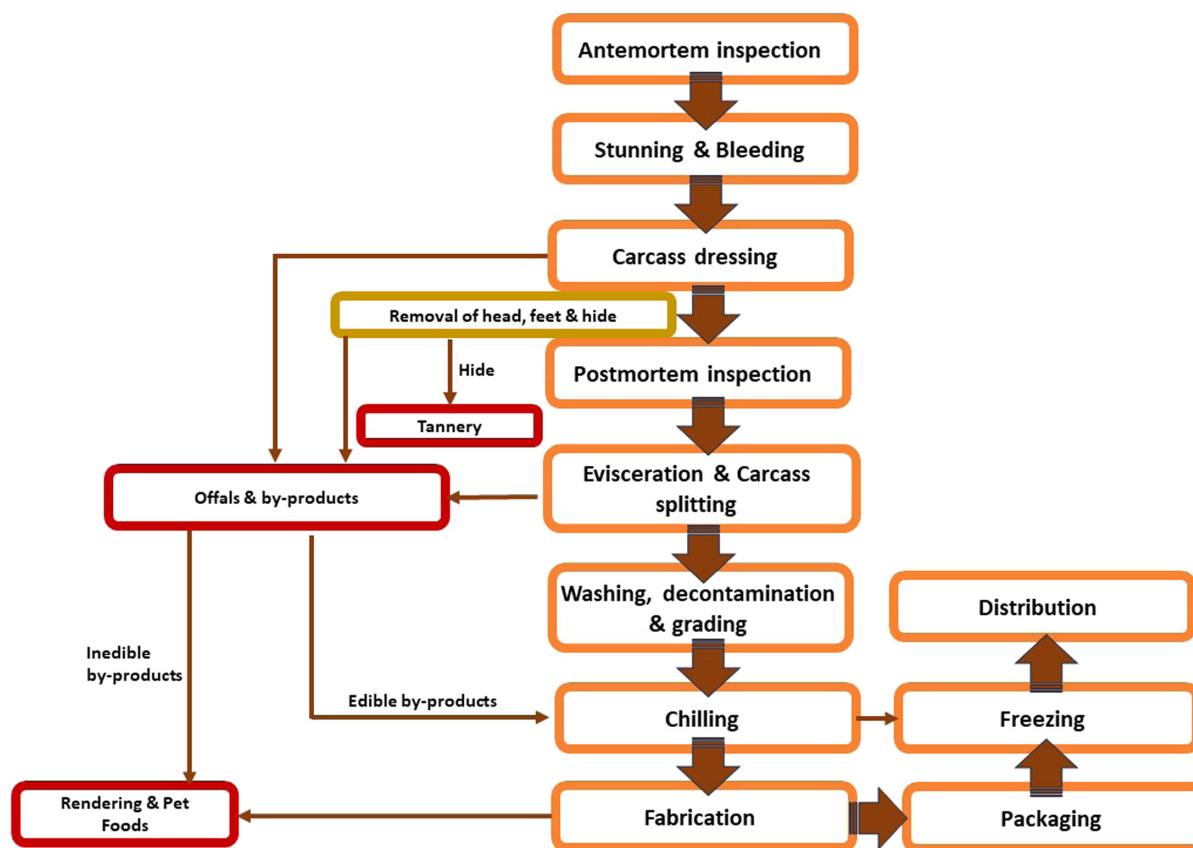 Antemortem inspection
Stunning & Bleeding
Carcass dressing
Removal of head, feet & hide
Hide
Postmortem inspection
Tannery
Evisceration & Carcass
splitting
Offals & by-products
Washing, decontamination
& grading
Distribution
Inedible
by-products
Edible by-products
Chilling
Freezing
Rendering & Pet
Foods
Fabrication
Packaging